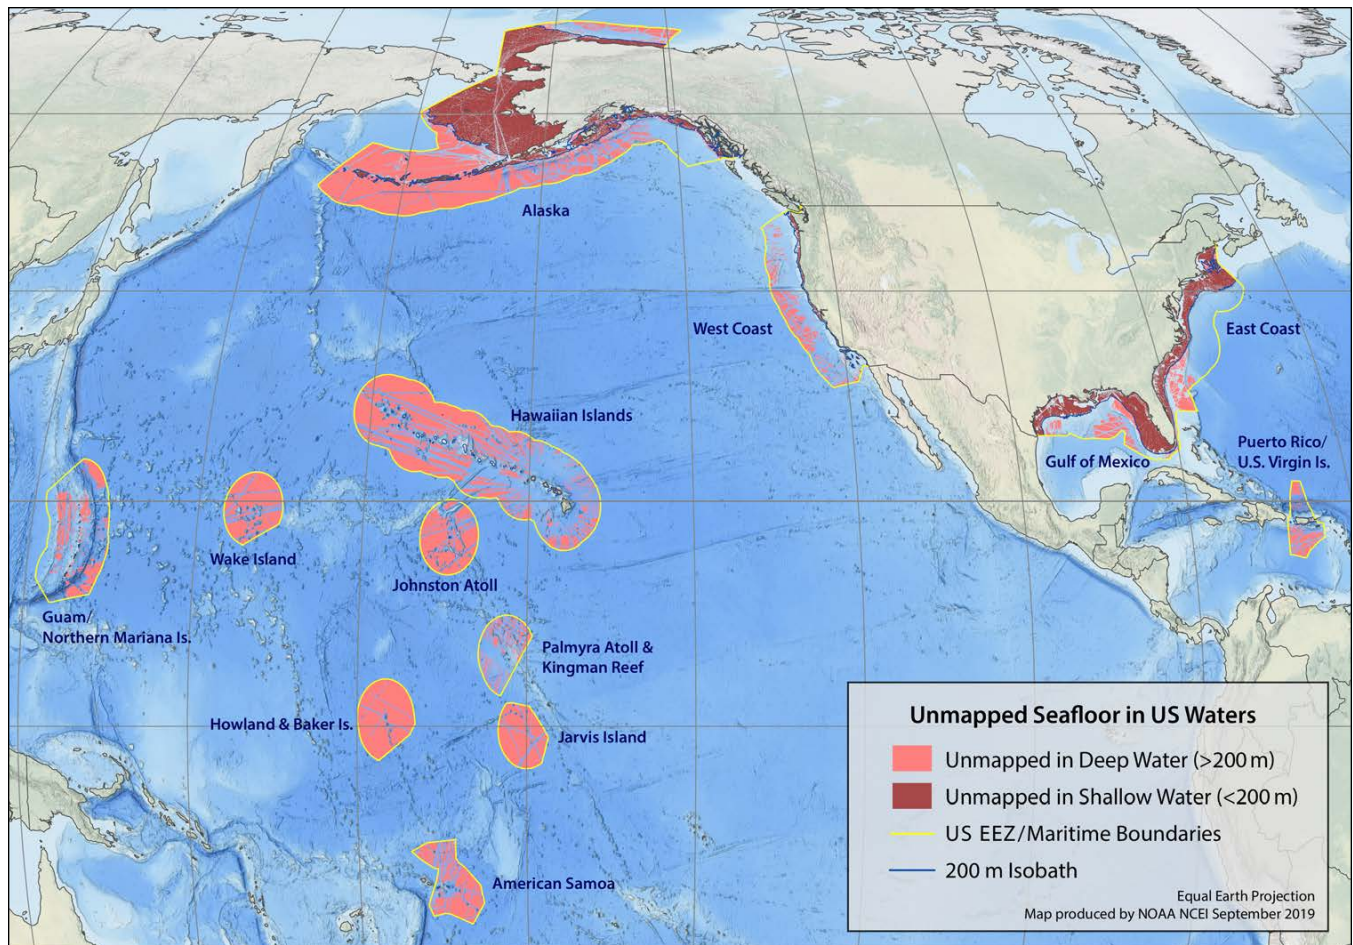 Alaska
West Coast
East Coast
Hawaiian Islands
Gulf of Mexico
Puerto Rico/
U.S. Virgin Is.
Wake Island
Johnston Atoll
Guam/
Northern Mariana Is.
Palmyra Atoll &
Kingman Reef
Howland & Baker Is.
Jarvis Island
American Samoa
Unmapped Seafloor in US Waters
Unmapped in Deep Water (>200 m)
Unmapped in Shallow Water (<200 m)
US EEZ/Maritime Boundaries
200 m Isobath
Equal Earth Projection
Map produced by NOAA NCEI September 2019